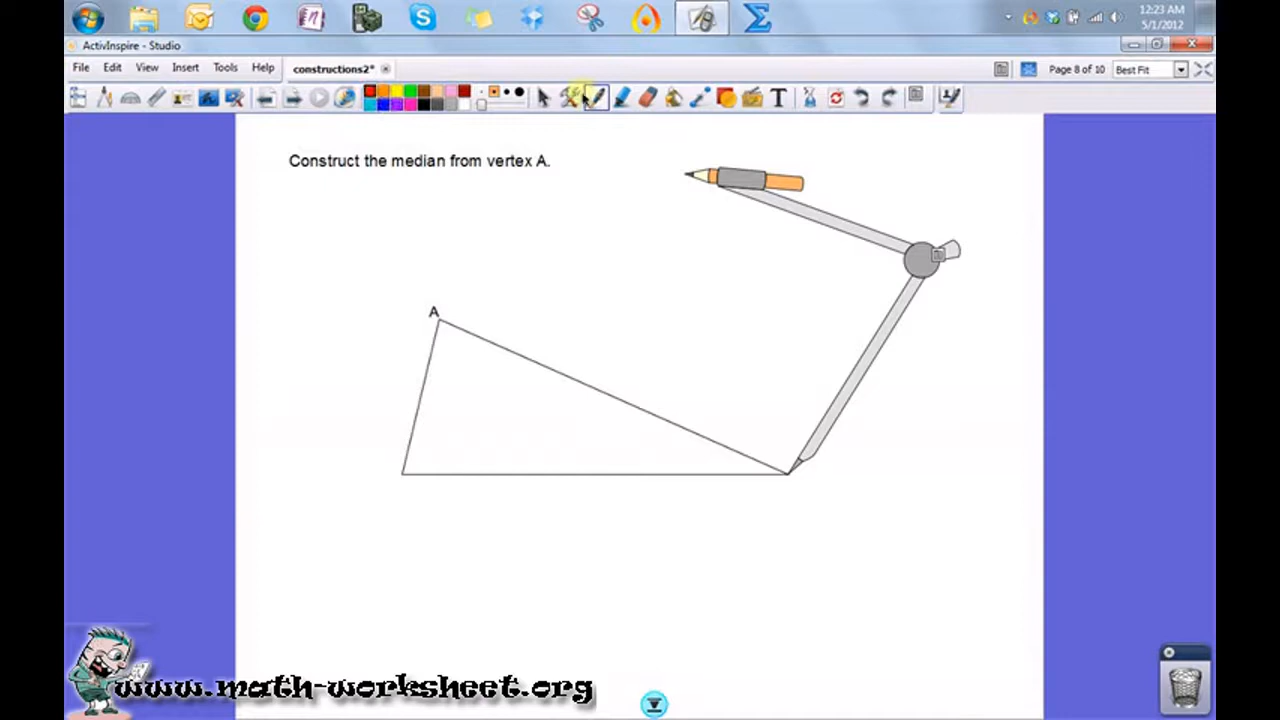 12:23 AM
5/1/2012
ActivInspire - Studio
File Edit View Insert Tools Help constructions2* Page 8 of 10 Best Fit
Construct the median from vertex A.
A
www.math-worksheet.org